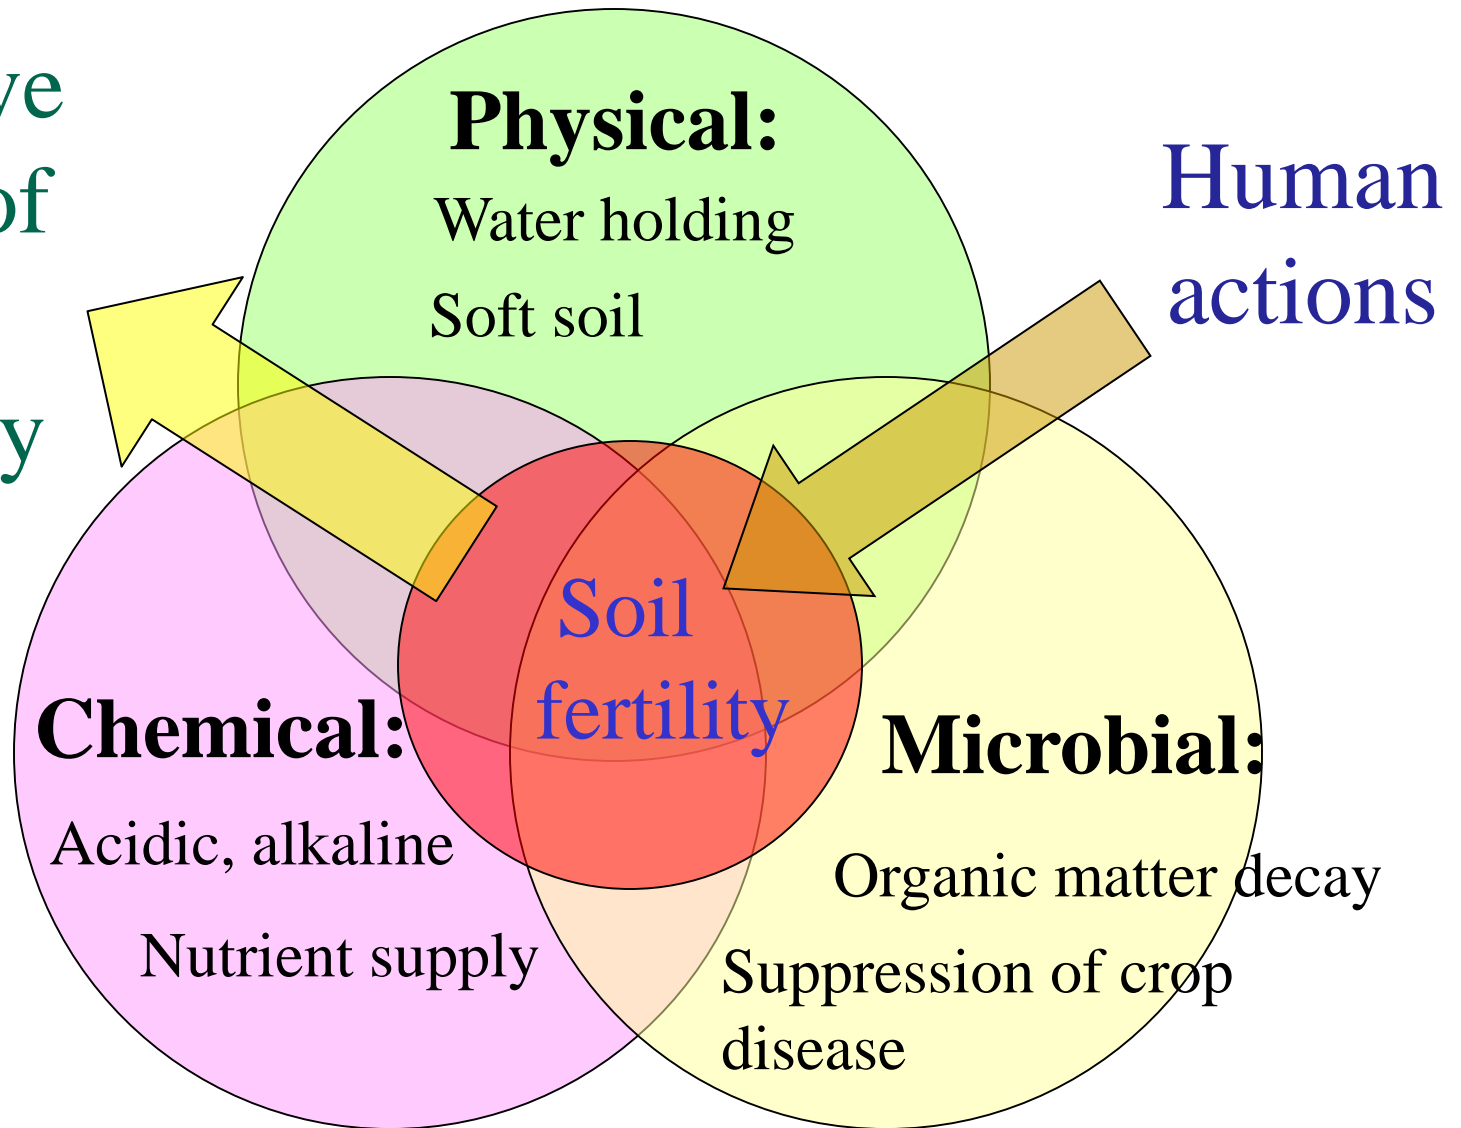 of
Physical:
Water holding
Soft soil
Human
actions
Soil
fertility
Chemical:
Acidic, alkaline
Nutrient supply
Microbial:
Organic matter decay
Suppression of crop
disease